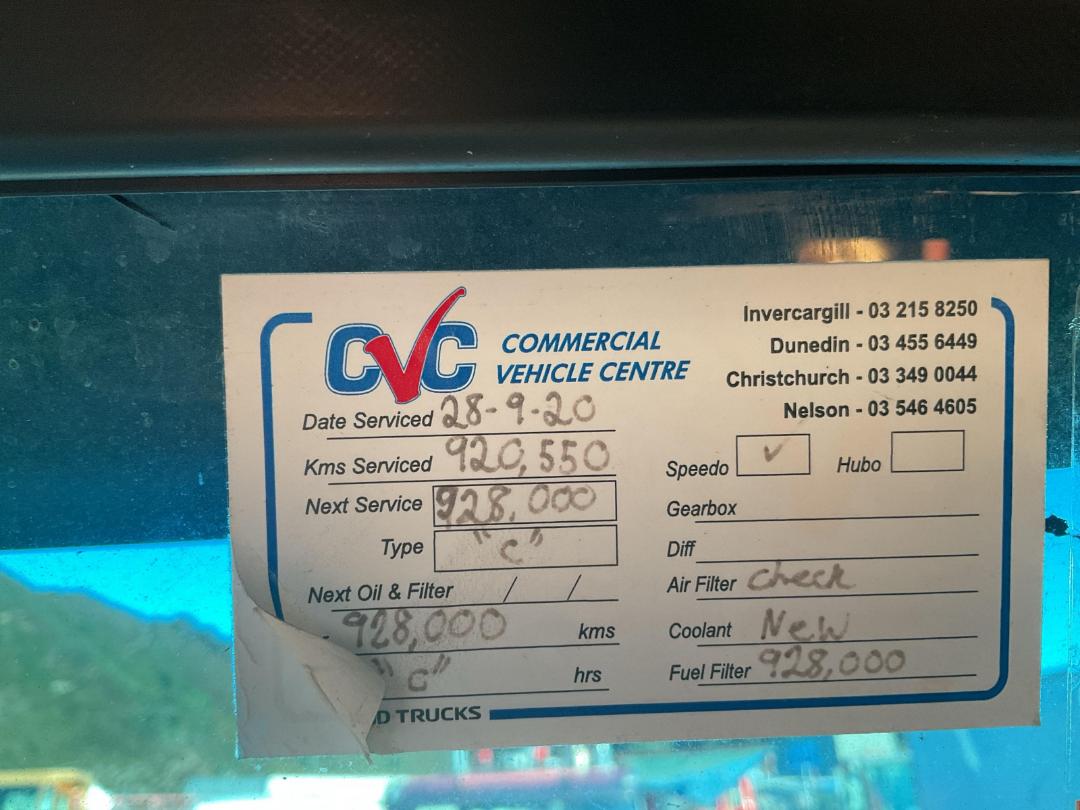 CVC COMMERCIAL
VEHICLE CENTRE
Invercargill - 03 215 8250
Dunedin - 03 455 6449
Christchurch - 03 349 0044
Nelson - 03 546 4605
Date Serviced 28-9-20
Kms Serviced 920,550
Next Service 928,000
Type "C"
Next Oil & Filter / /
928,000 kms
"C" hrs
Speedo ✓ Hubo
Gearbox
Diff
Air Filter Check
Coolant New
Fuel Filter 928,000
D TRUCKS